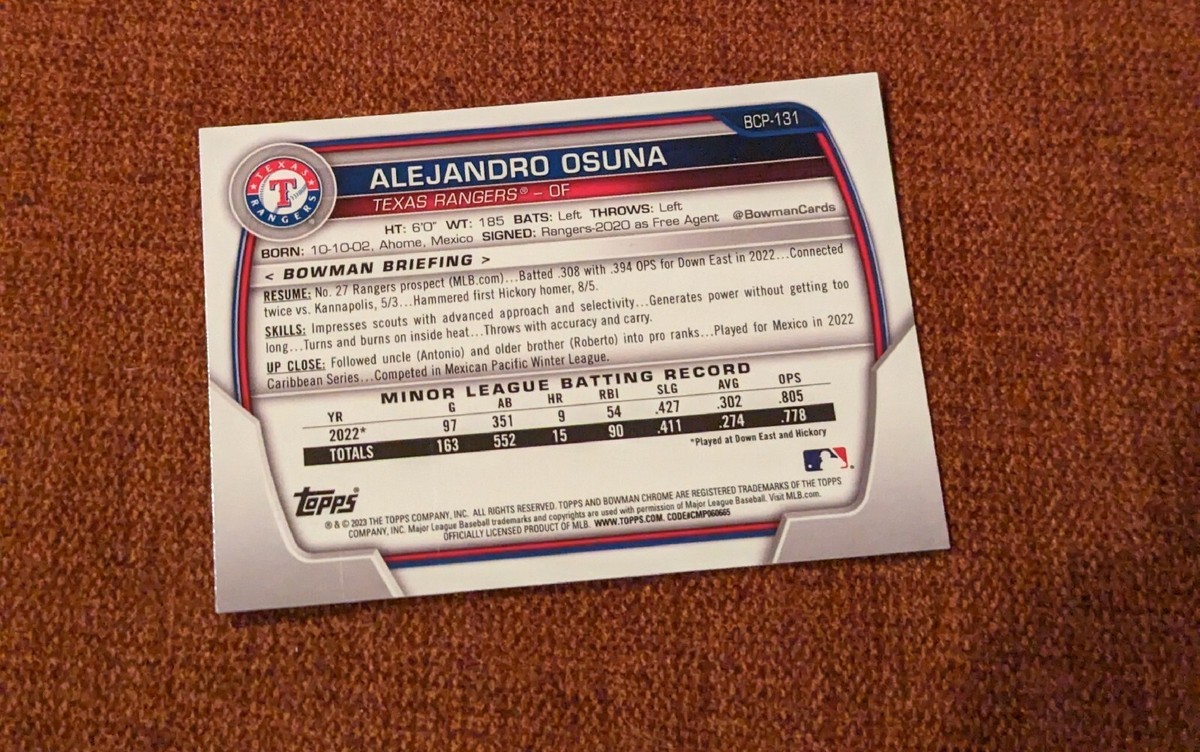 BCP-131
TEXAS RANGERS
T
ALEJANDRO OSUNA
TEXAS RANGERS® – OF
HT: 6'0" WT: 185 BATS: Left THROWS: Left
BORN: 10-10-02, Ahome, Mexico SIGNED: Rangers-2020 as Free Agent @BowmanCards
< BOWMAN BRIEFING >
RESUME: No. 27 Rangers prospect (MLB.com)...Batted .308 with .394 OPS for Down East in 2022...Connected
twice vs. Kannapolis, 5/3...Hammered first Hickory homer, 8/5.
SKILLS: Impresses scouts with advanced approach and selectivity...Generates power without getting too
long...Turns and burns on inside heat...Throws with accuracy and carry.
UP CLOSE: Followed uncle (Antonio) and older brother (Roberto) into pro ranks...Played for Mexico in 2022
Caribbean Series...Competed in Mexican Pacific Winter League.
MINOR LEAGUE BATTING RECORD
YR G AB HR RBI SLG AVG OPS
2022* 97 351 9 54 .427 .302 .805
TOTALS 163 552 15 90 .411 .274 .778
*Played at Down East and Hickory
topps®
® & © 2023 THE TOPPS COMPANY, INC. ALL RIGHTS RESERVED. TOPPS AND BOWMAN CHROME ARE REGISTERED TRADEMARKS OF THE TOPPS
COMPANY, INC. Major League Baseball trademarks and copyrights are used with permission of Major League Baseball. Visit MLB.com.
OFFICIALLY LICENSED PRODUCT OF MLB. WWW.TOPPS.COM. CODE#CMP060665